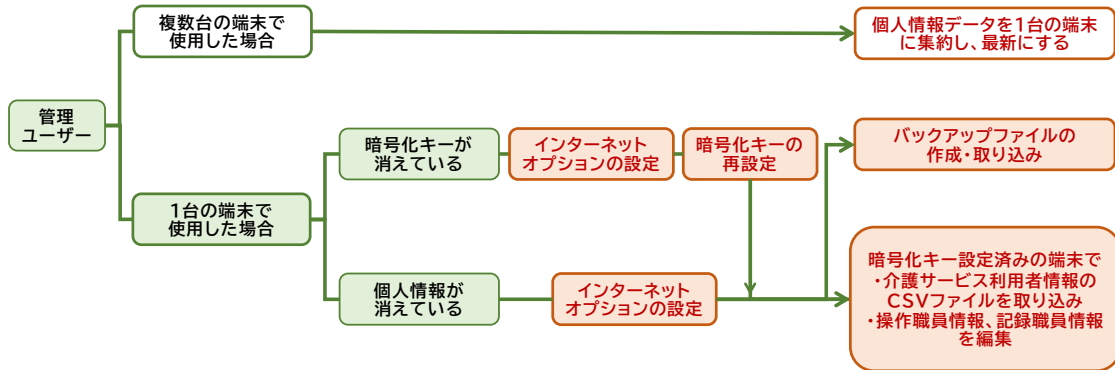 複数台の端末で
使用した場合
個人情報データを1台の端末
に集約し、最新にする
管理
ユーザー
暗号化キーが
消えている
インターネット
オプションの設定
暗号化キーの
再設定
バックアップファイルの
作成・取り込み
1台の端末で
使用した場合
個人情報が
消えている
インターネット
オプションの設定
暗号化キー設定済みの端末で
・介護サービス利用者情報の
CSVファイルを取り込み
・操作職員情報、記録職員情報
を編集